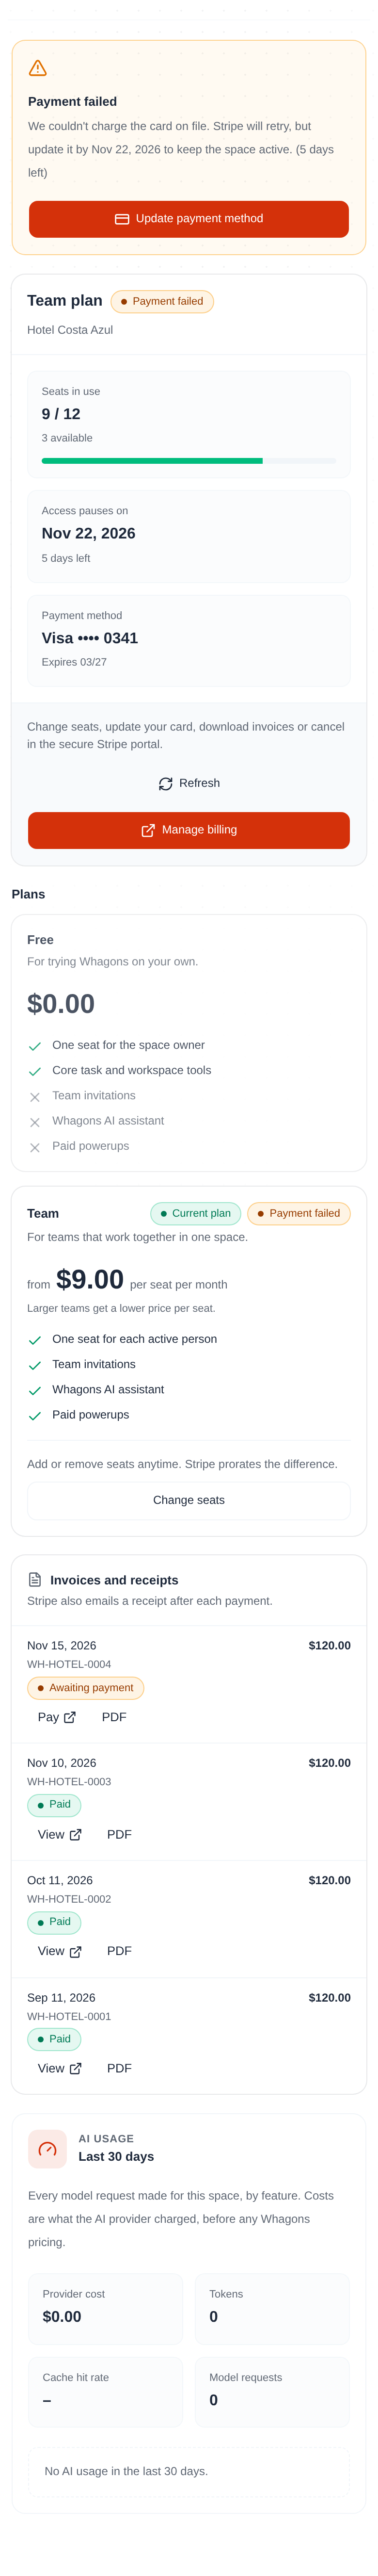 Payment failed
We couldn't charge the card on file. Stripe will retry, but
update it by Nov 22, 2026 to keep the space active. (5 days
left)
Update payment method
Team plan
Payment failed
Hotel Costa Azul
Seats in use
9 / 12
3 available
Access pauses on
Nov 22, 2026
5 days left
Payment method
Visa •••• 0341
Expires 03/27
Change seats, update your card, download invoices or cancel
in the secure Stripe portal.
Refresh
Manage billing
Plans
Free
For trying Whagons on your own.
$0.00
One seat for the space owner
Core task and workspace tools
Team invitations
Whagons AI assistant
Paid powerups
Team
Current plan
Payment failed
For teams that work together in one space.
from $9.00 per seat per month
Larger teams get a lower price per seat.
One seat for each active person
Team invitations
Whagons AI assistant
Paid powerups
Add or remove seats anytime. Stripe prorates the difference.
Change seats
Invoices and receipts
Stripe also emails a receipt after each payment.
Nov 15, 2026 $120.00
WH-HOTEL-0004
Awaiting payment
Pay PDF
Nov 10, 2026 $120.00
WH-HOTEL-0003
Paid
View PDF
Oct 11, 2026 $120.00
WH-HOTEL-0002
Paid
View PDF
Sep 11, 2026 $120.00
WH-HOTEL-0001
Paid
View PDF
AI USAGE
Last 30 days
Every model request made for this space, by feature. Costs
are what the AI provider charged, before any Whagons
pricing.
Provider cost
$0.00
Tokens
0
Cache hit rate
–
Model requests
0
No AI usage in the last 30 days.